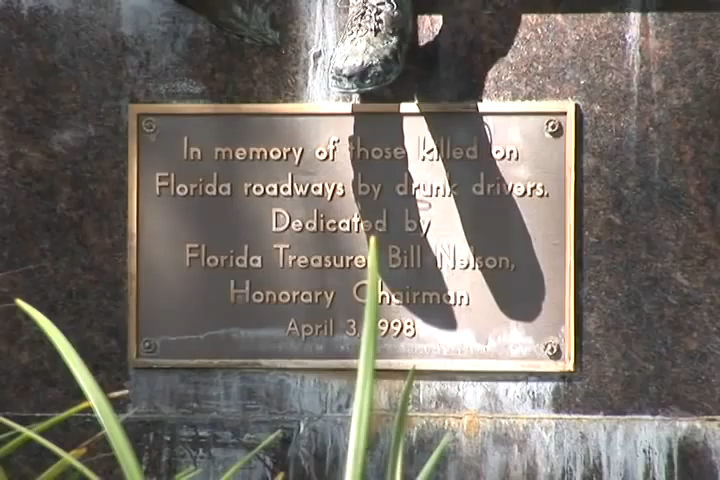 In memory of those killed on
Florida roadways by drunk drivers.
Dedicated by
Florida Treasurer Bill Nelson,
Honorary Chairman
April 3, 1998